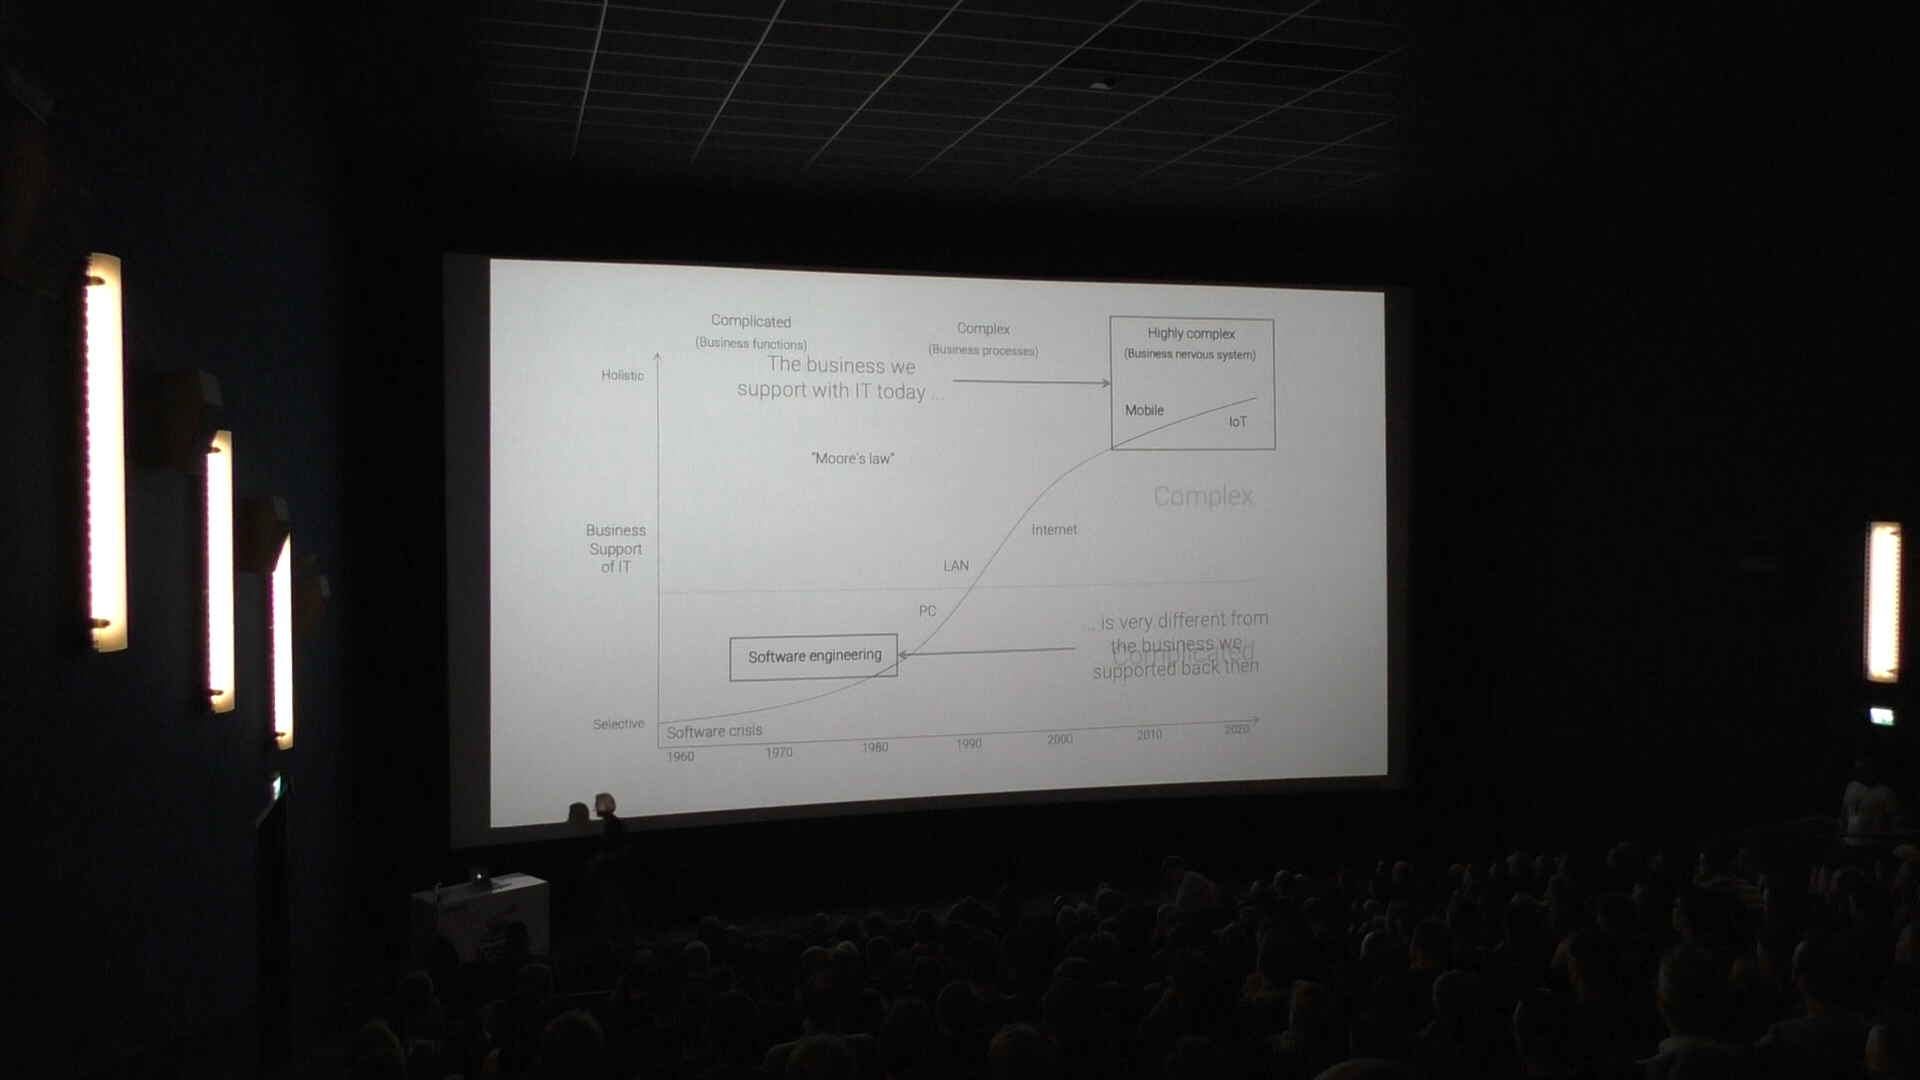 Complicated
(Business functions)
Complex
(Business processes)
Highly complex
(Business nervous system)
The business we
support with IT today ...
Holistic
Mobile
IoT
"Moore's law"
Complex
Business
Support
of IT
Internet
LAN
PC
... is very different from
the business we
supported back then
Complicated
Software engineering
Selective
Software crisis
1960
1970
1980
1990
2000
2010
2020